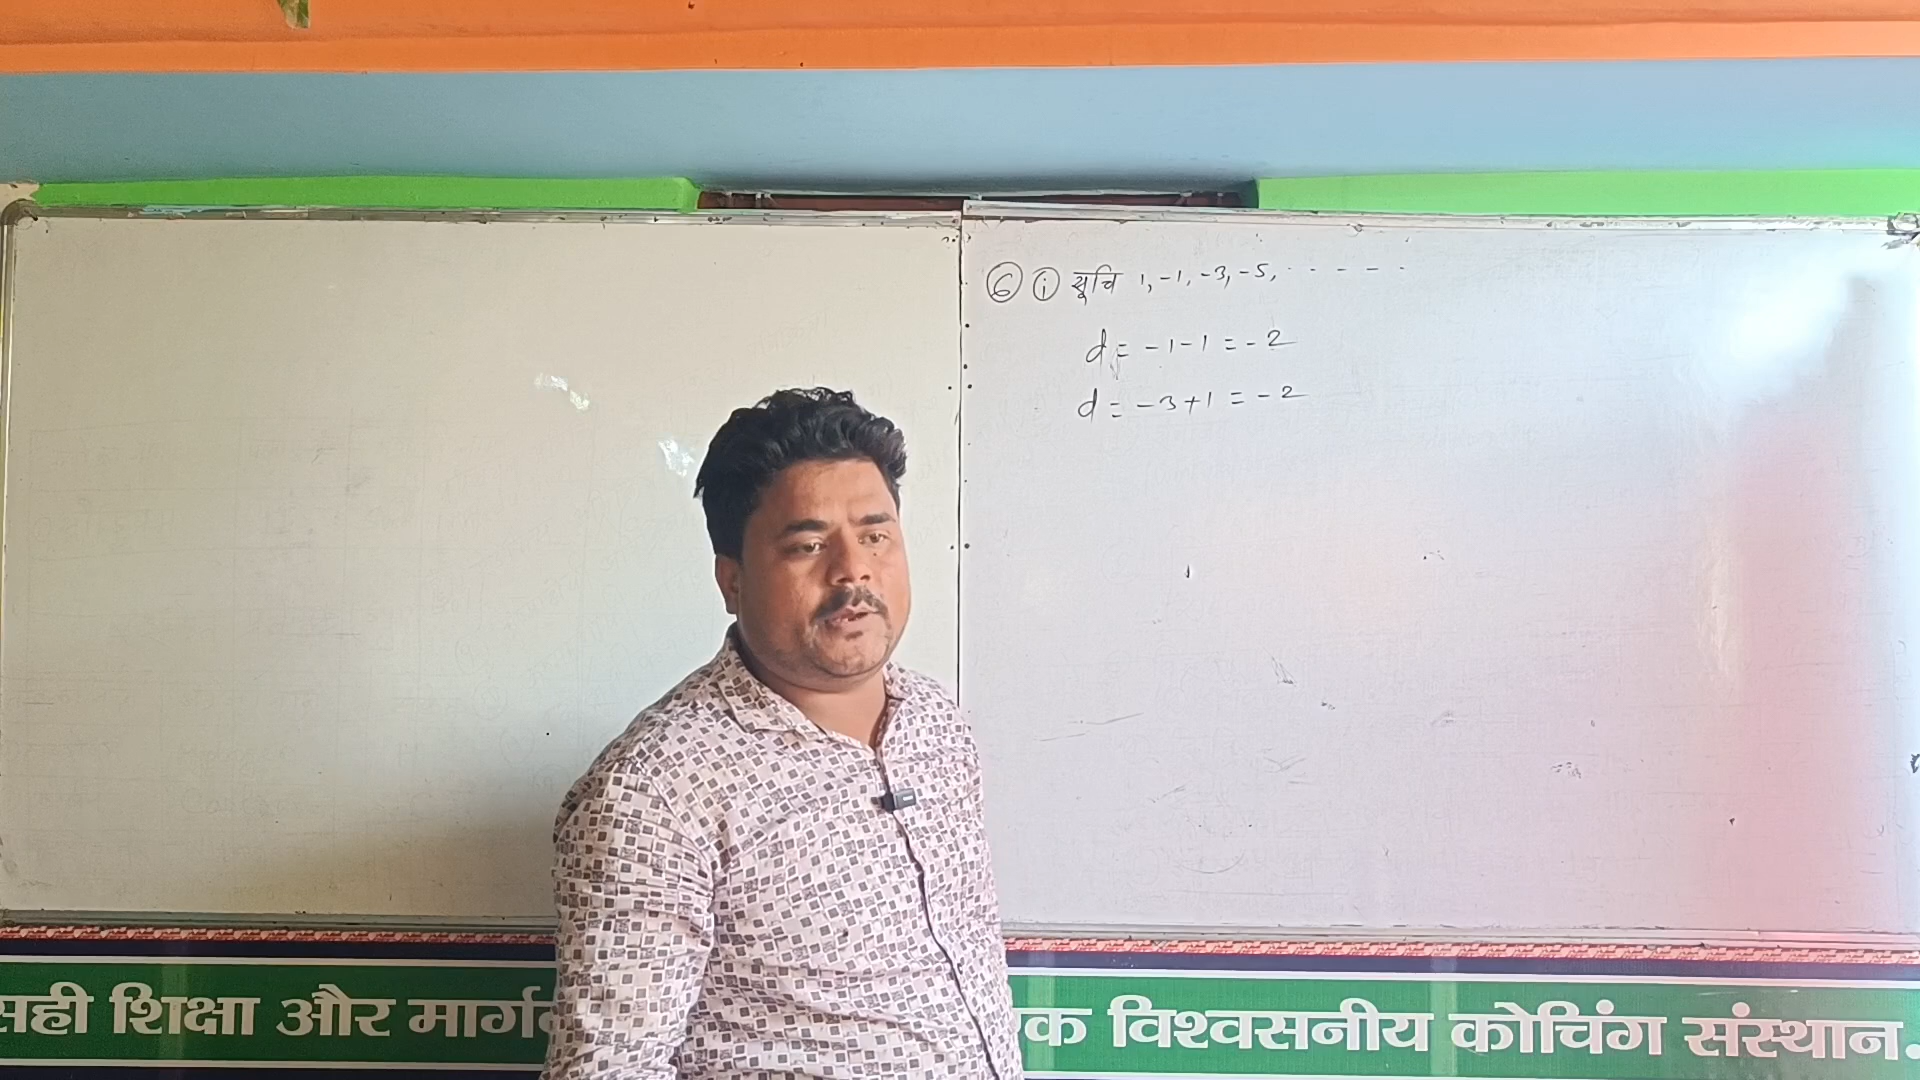 6 i सूचि 1, -1, -3, -5, - - - - -
d = -1 - 1 = -2
d = -3 + 1 = -2
सही शिक्षा और विश्वसनीय कोचिंग संस्थान.